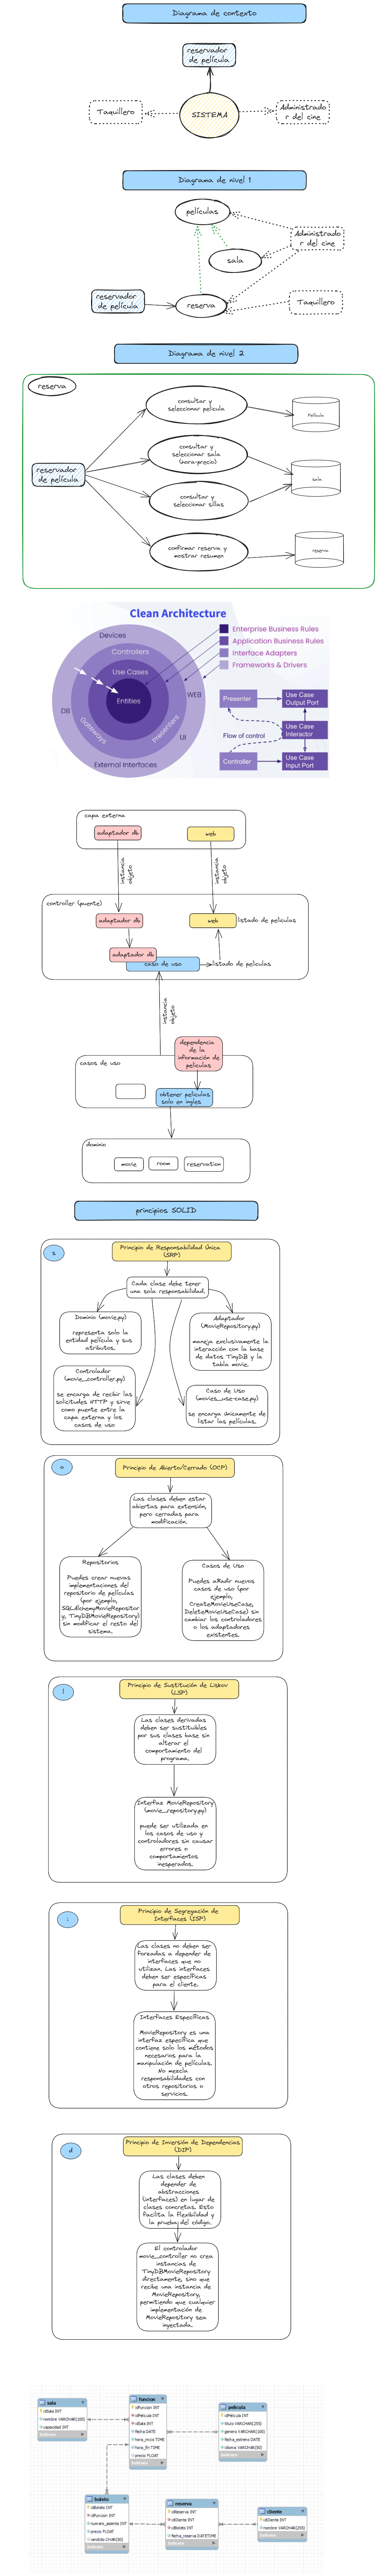 Diagrama de contexto
reservador
de película
Taquillero
SISTEMA
Administrado
r del cine
Diagrama de nivel 1
películas
Administrado
r del cine
sala
reservador
de película
reserva
Taquillero
Diagrama de nivel 2
reserva
consultar y
seleccionar película
Película
consultar y
seleccionar sala
(hora-precio)
reservador
de película
sala
consultar y
seleccionar sillas
confirmar reserva y
mostrar resumen
reserva
Clean Architecture
Devices
Controllers
Use Cases
Entities
Gateways
Presenters
DB
WEB
UI
External Interfaces
Enterprise Business Rules
Application Business Rules
Interface Adapters
Frameworks & Drivers
Presenter
Use Case
Output Port
Flow of control
Use Case
Interactor
Controller
Use Case
Input Port
capa externa
adaptador db
web
instancia
objeto
instancia
objeto
controller (puente)
adaptador db
web
listado de peliculas
adaptador db
caso de uso
listado de peliculas
instancia
objeto
casos de uso
dependencia
de la
información de
peliculas
obtener peliculas
solo en ingles
dominio
movie
room
reservation
principios SOLID
s
Principio de Responsabilidad Única
(SRP)
Cada clase debe tener
una sola responsabilidad.
Dominio (movie.py)
representa solo la
entidad película y sus
atributos.
Adaptador
(MovieRepository.py)
maneja exclusivamente la
interacción con la base
de datos TinyDB y la
tabla movie.
Controlador
(movie_controller.py)
se encarga de recibir las
solicitudes HTTP y sirve
como puente entre la
capa externa y los
casos de uso
Caso de Uso
(movies_use-case.py)
se encarga únicamente de
listar las películas.
o
Principio de Abierto/Cerrado (OCP)
Las clases deben estar
abiertas para extensión,
pero cerradas para
modificación.
Repositorios
Puedes crear nuevas
implementaciones del
repositorio de películas
(por ejemplo,
SQLAlchemyMovieRepositor
y, TinyDBMovieRepository)
sin modificar el resto del
sistema.
Casos de Uso
Puedes añadir nuevos
casos de uso (por
ejemplo,
CreateMovieUseCase,
DeleteMovieUseCase) sin
cambiar los controladores
o los adaptadores
existentes.
l
Principio de Sustitución de Liskov
(LSP)
Las clases derivadas
deben ser sustituibles
por sus clases base sin
alterar el
comportamiento del
programa.
Interfaz MovieRepository
(movie_repository.py)
puede ser utilizada en
los casos de uso y
controladores sin causar
errores o
comportamientos
inesperados.
i
Principio de Segregación de
Interfaces (ISP)
Las clases no deben ser
forzadas a depender de
interfaces que no
utilizan. Las interfaces
deben ser específicas
para el cliente.
Interfaces Específicas
MovieRepository es una
interfaz específica que
contiene solo los métodos
necesarios para la
manipulación de películas.
No mezcla
responsabilidades con
otros repositorios o
servicios.
d
Principio de Inversión de Dependencias
(DIP)
Las clases deben
depender de
abstracciones
(interfaces) en lugar de
clases concretas. Esto
facilita la flexibilidad y
la prueba del código.
El controlador
movie_controller no crea
instancias de
TinyDBMovieRepository
directamente, sino que
recibe una instancia de
MovieRepository,
permitiendo que cualquier
implementación de
MovieRepository sea
inyectada.
sala
idSala INT
nombre VARCHAR(100)
capacidad INT
Indexes
funcion
idFuncion INT
idPelicula INT
idSala INT
fecha DATE
hora_inicio TIME
hora_fin TIME
precio FLOAT
Indexes
pelicula
idPelicula INT
titulo VARCHAR(255)
genero VARCHAR(100)
fecha_estreno DATE
idioma VARCHAR(50)
Indexes
boleto
idBoleto INT
idFuncion INT
numero_asiento INT
precio FLOAT
vendido CHAR(50)
Indexes
reserva
idReserva INT
idCliente INT
idBoleto INT
fecha_reserva DATETIME
Indexes
cliente
idCliente INT
nombre VARCHAR(255)
Indexes